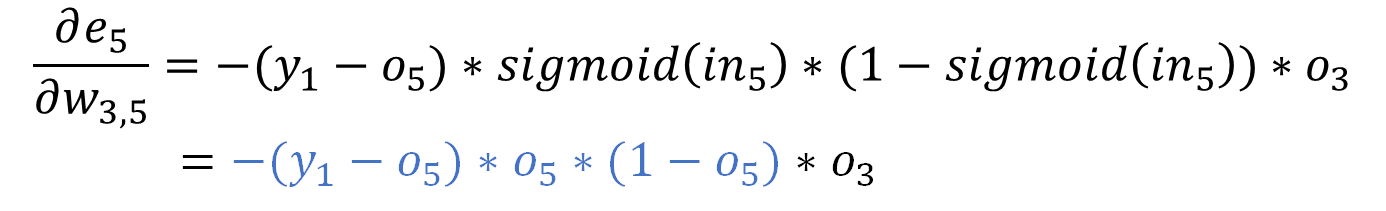 ∂e₅/∂w₃,₅ = −(y₁ − o₅) ∗ sigmoid(in₅) ∗ (1 − sigmoid(in₅)) ∗ o₃
= −(y₁ − o₅) ∗ o₅ ∗ (1 − o₅) ∗ o₃